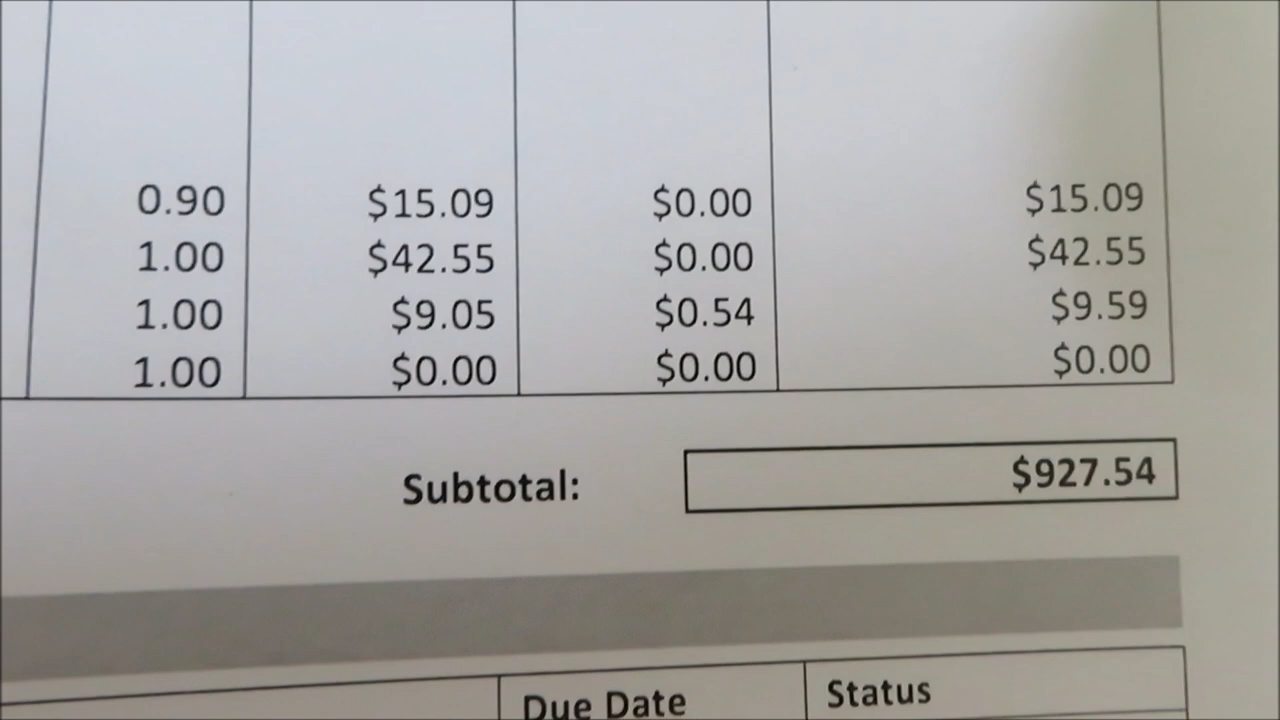 0.90 $15.09 $0.00 $15.09
1.00 $42.55 $0.00 $42.55
1.00 $9.05 $0.54 $9.59
1.00 $0.00 $0.00 $0.00
Subtotal: $927.54
Due Date Status